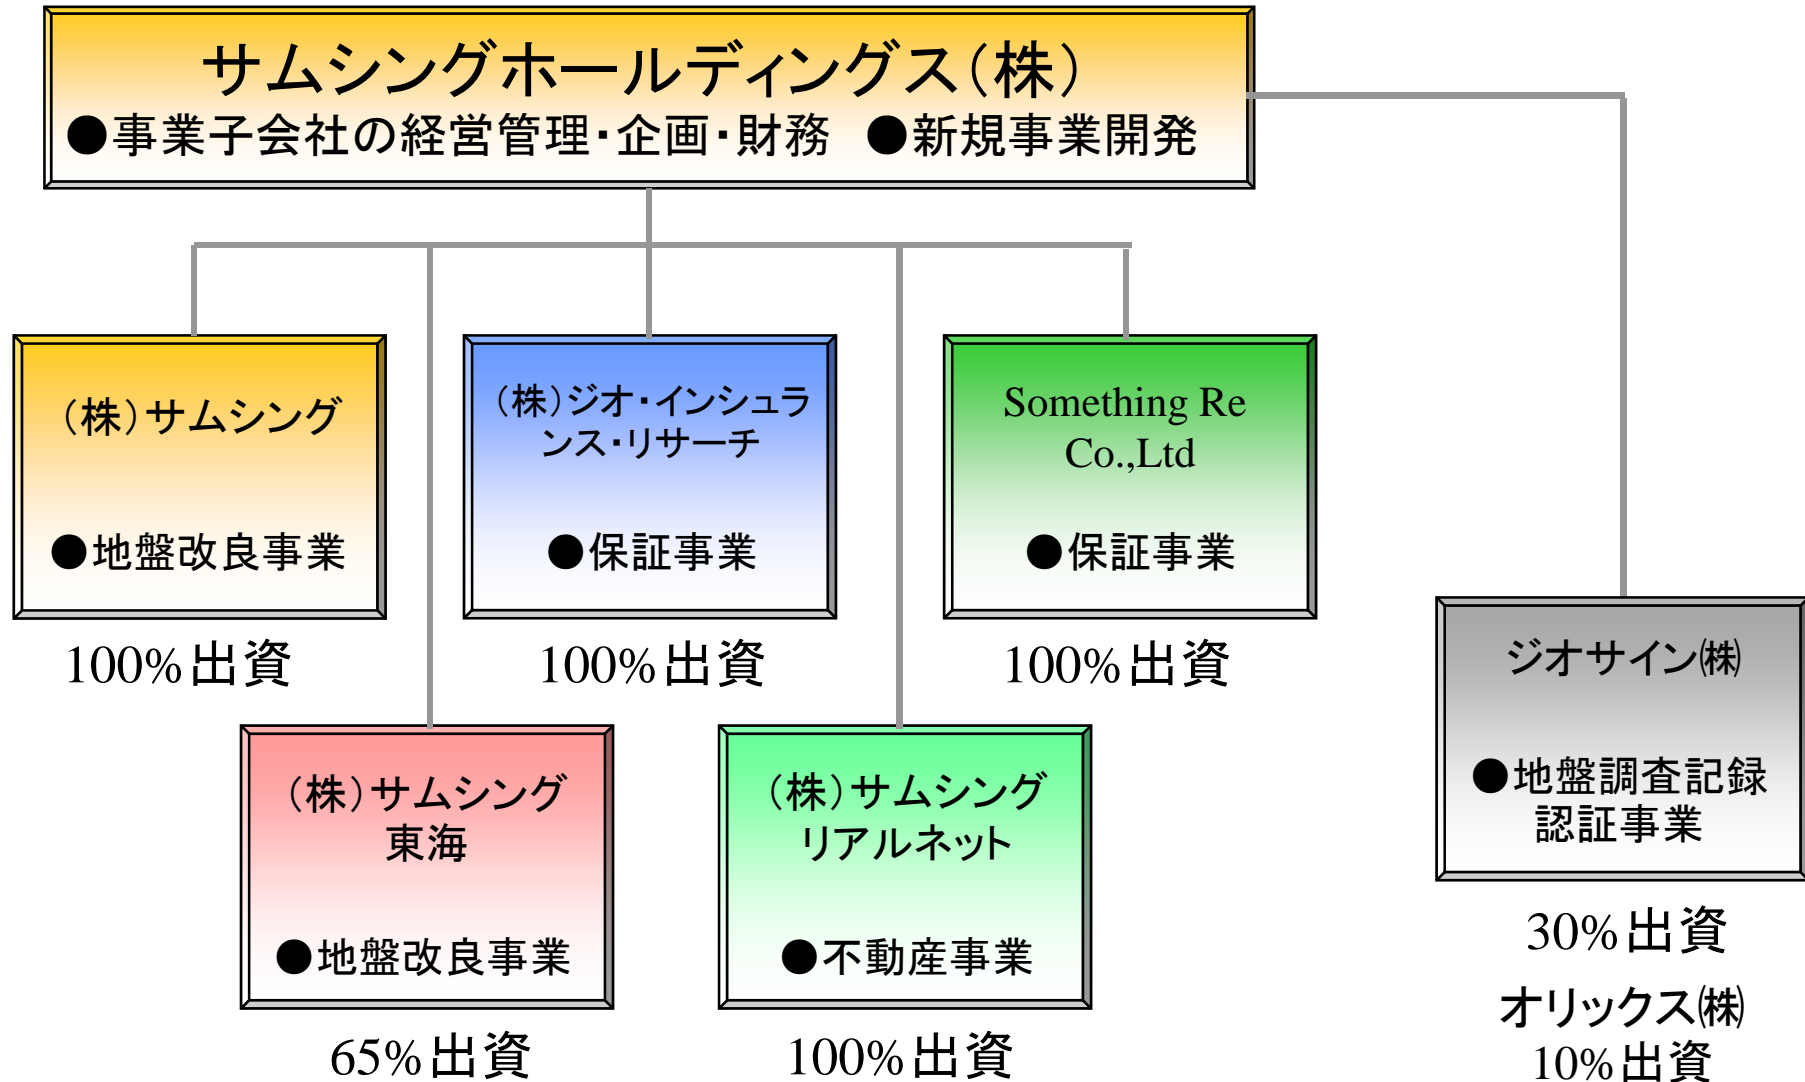 サムシングホールディングス（株）
●事業子会社の経営管理・企画・財務　●新規事業開発
（株）サムシング
●地盤改良事業
100%出資
（株）ジオ・インシュラ
ンス・リサーチ
●保証事業
100%出資
Something Re
Co.,Ltd
●保証事業
100%出資
（株）サムシング
東海
●地盤改良事業
65%出資
（株）サムシング
リアルネット
●不動産事業
100%出資
ジオサイン㈱
●地盤調査記録
認証事業
30%出資
オリックス㈱
10%出資